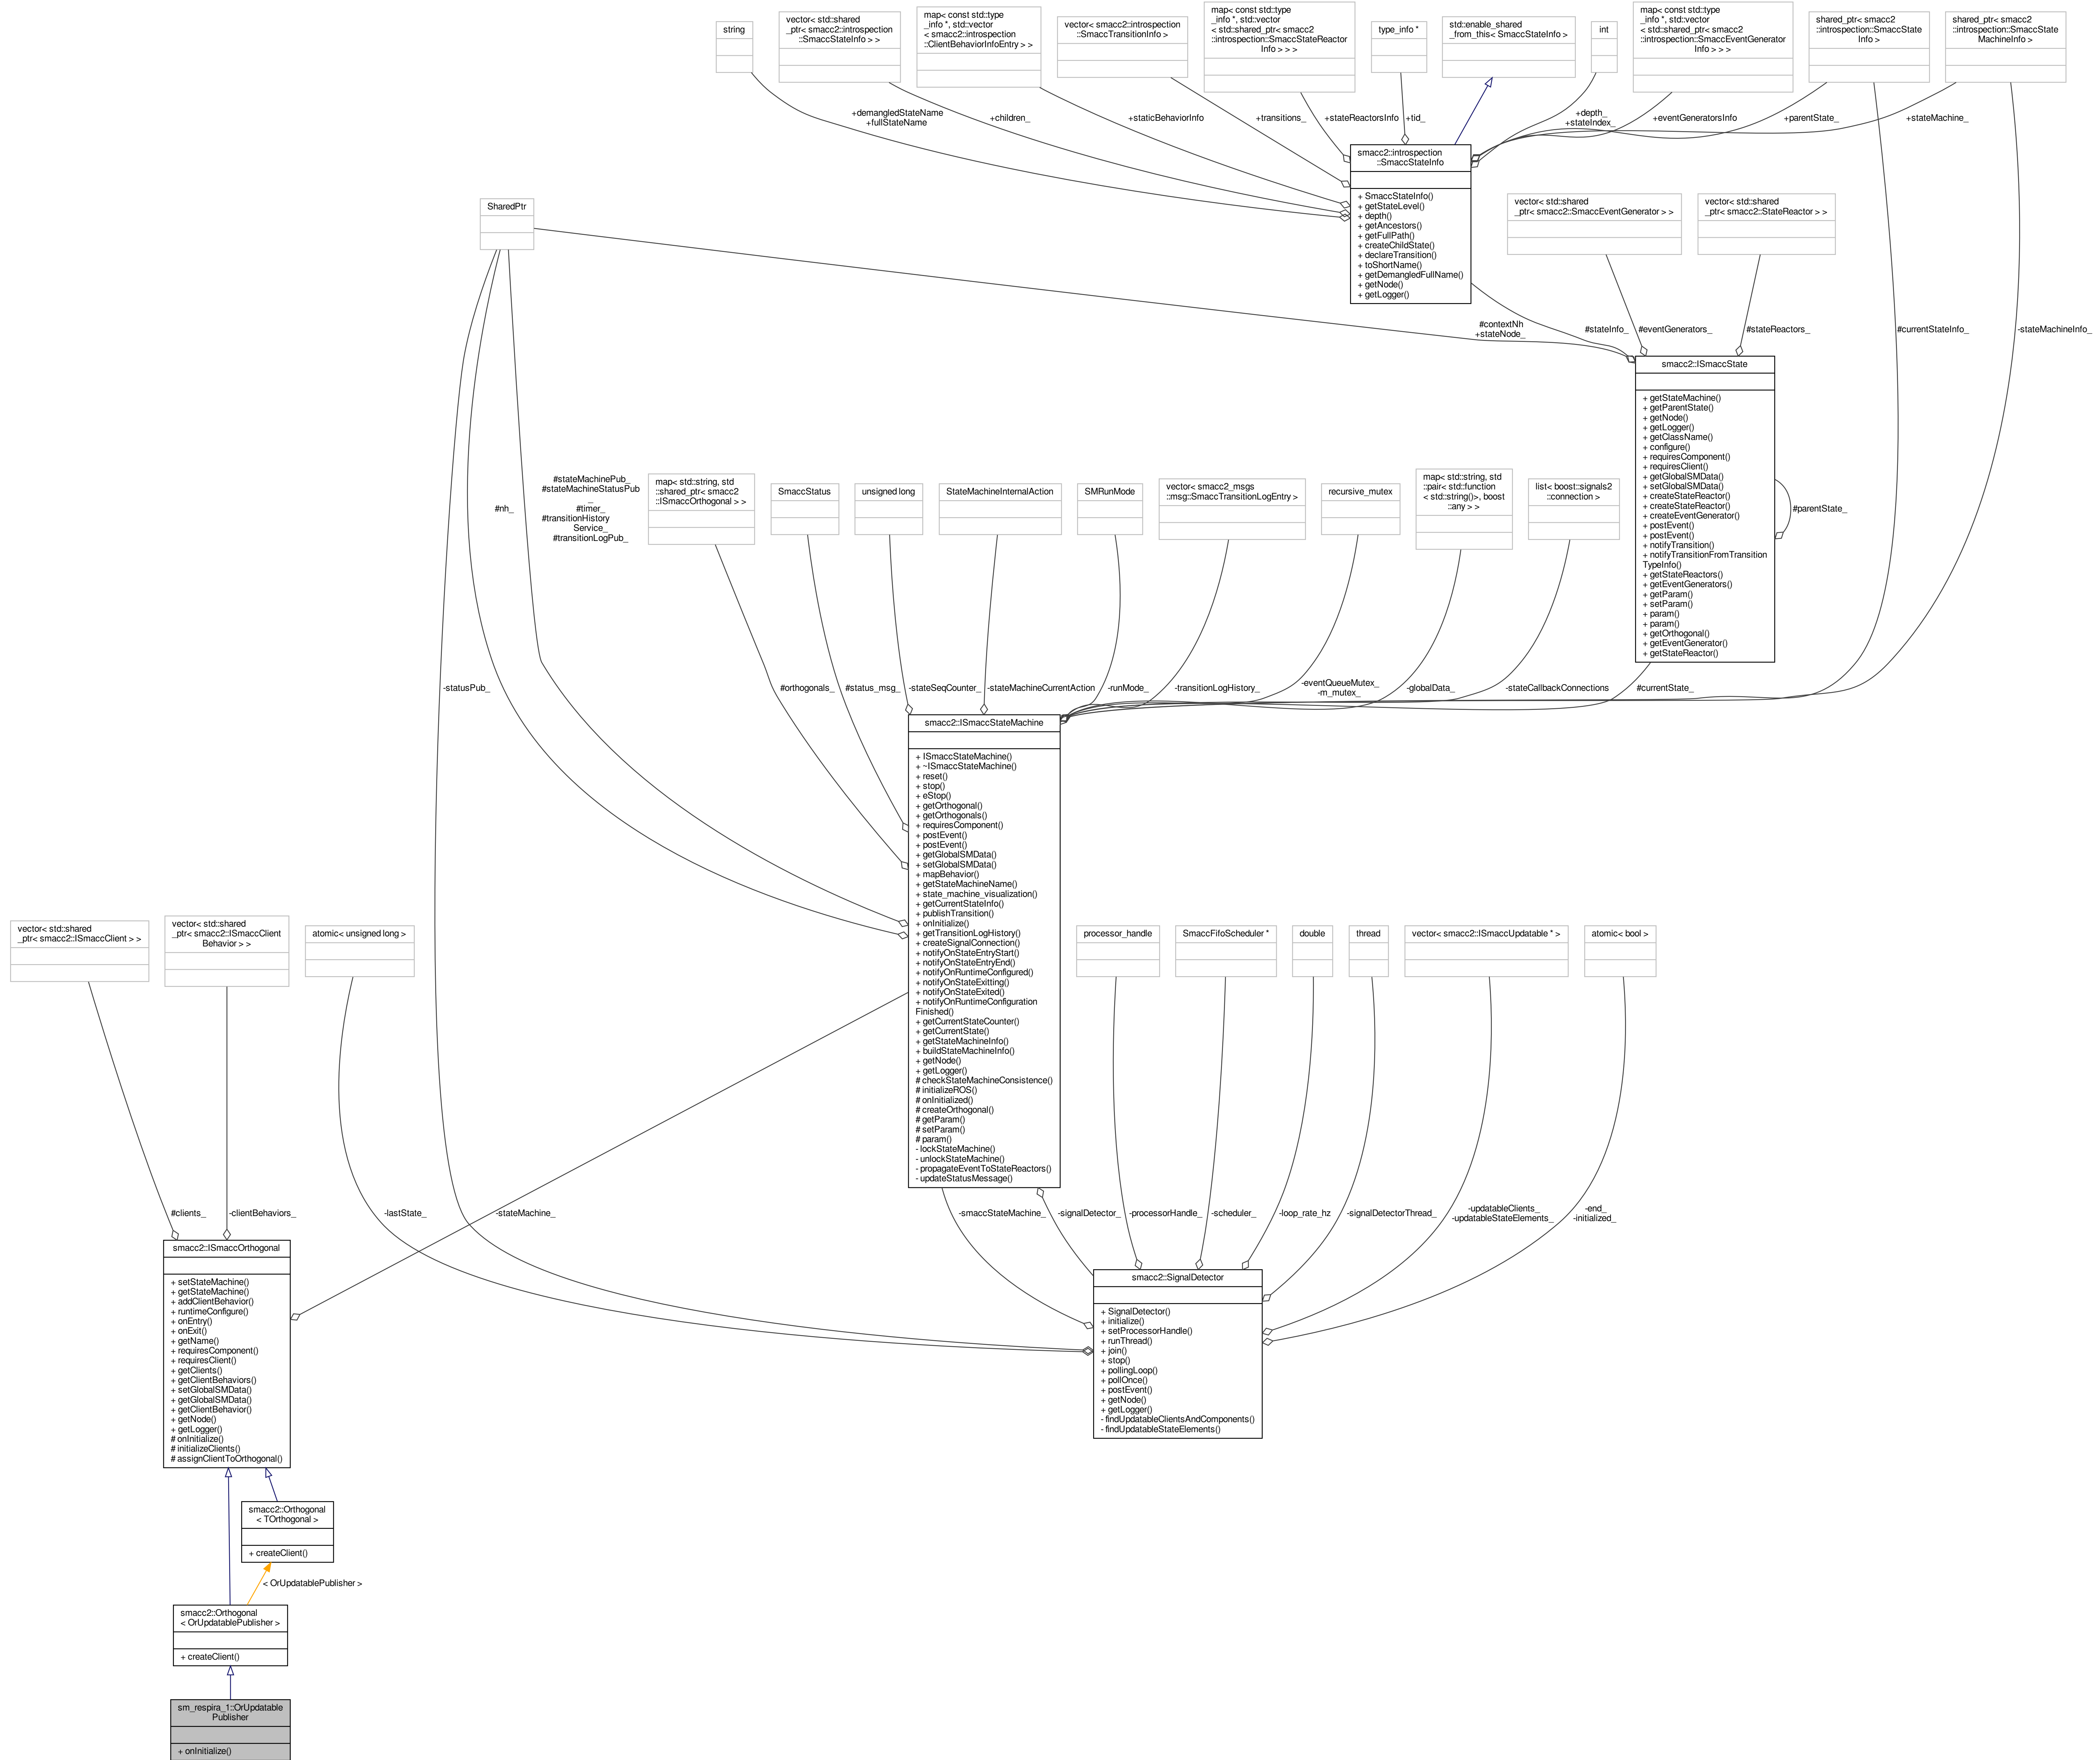 string
vector< std::shared
_ptr< smacc2::introspection
::SmaccStateInfo > >
map< const std::type
_info *, std::vector
< smacc2::introspection
::ClientBehaviorInfoEntry > >
vector< smacc2::introspection
::SmaccTransitionInfo >
map< const std::type
_info *, std::vector
< std::shared_ptr< smacc2
::introspection::SmaccStateReactor
Info > > >
type_info *
std::enable_shared
_from_this< SmaccStateInfo >
int
map< const std::type
_info *, std::vector
< std::shared_ptr< smacc2
::introspection::SmaccEventGenerator
Info > > >
shared_ptr< smacc2
::introspection::SmaccState
Info >
shared_ptr< smacc2
::introspection::SmaccState
MachineInfo >
+demangledStateName
+fullStateName
+children_
+staticBehaviorInfo
+transitions_
+stateReactorsInfo
+tid_
+depth_
+stateIndex_
+eventGeneratorsInfo
+parentState_
+stateMachine_
smacc2::introspection
::SmaccStateInfo
+ SmaccStateInfo()
+ getStateLevel()
+ depth()
+ getAncestors()
+ getFullPath()
+ createChildState()
+ declareTransition()
+ toShortName()
+ getDemangledFullName()
+ getNode()
+ getLogger()
SharedPtr
vector< std::shared
_ptr< smacc2::SmaccEventGenerator > >
vector< std::shared
_ptr< smacc2::StateReactor > >
#contextNh
+stateNode_
#stateInfo_
#eventGenerators_
#stateReactors_
#currentStateInfo_
-stateMachineInfo_
smacc2::ISmaccState
+ getStateMachine()
+ getParentState()
+ getNode()
+ getLogger()
+ getClassName()
+ configure()
+ requiresComponent()
+ requiresClient()
+ getGlobalSMData()
+ setGlobalSMData()
+ createStateReactor()
+ createStateReactor()
+ createEventGenerator()
+ postEvent()
+ postEvent()
+ notifyTransition()
+ notifyTransitionFromTransition
TypeInfo()
+ getStateReactors()
+ getEventGenerators()
+ getParam()
+ setParam()
+ param()
+ param()
+ getOrthogonal()
+ getEventGenerator()
+ getStateReactor()
#parentState_
#nh_
#stateMachinePub_
#stateMachineStatusPub
_
#timer_
#transitionHistory
Service_
#transitionLogPub_
map< std::string, std
::shared_ptr< smacc2
::ISmaccOrthogonal > >
SmaccStatus
unsigned long
StateMachineInternalAction
SMRunMode
vector< smacc2_msgs
::msg::SmaccTransitionLogEntry >
recursive_mutex
map< std::string, std
::pair< std::function
< std::string()>, boost
::any > >
list< boost::signals2
::connection >
-statusPub_
#orthogonals_
#status_msg_
-stateSeqCounter_
-stateMachineCurrentAction
-runMode_
-transitionLogHistory_
-eventQueueMutex_
-m_mutex_
-globalData_
-stateCallbackConnections
#currentState_
smacc2::ISmaccStateMachine
+ ISmaccStateMachine()
+ ~ISmaccStateMachine()
+ reset()
+ stop()
+ eStop()
+ getOrthogonal()
+ getOrthogonals()
+ requiresComponent()
+ postEvent()
+ postEvent()
+ getGlobalSMData()
+ setGlobalSMData()
+ mapBehavior()
+ getStateMachineName()
+ state_machine_visualization()
+ getCurrentStateInfo()
+ publishTransition()
+ onInitialize()
+ getTransitionLogHistory()
+ createSignalConnection()
+ notifyOnStateEntryStart()
+ notifyOnStateEntryEnd()
+ notifyOnRuntimeConfigured()
+ notifyOnStateExitting()
+ notifyOnStateExited()
+ notifyOnRuntimeConfiguration
Finished()
+ getCurrentStateCounter()
+ getCurrentState()
+ getStateMachineInfo()
+ buildStateMachineInfo()
+ getNode()
+ getLogger()
# checkStateMachineConsistence()
# initializeROS()
# onInitialized()
# createOrthogonal()
# getParam()
# setParam()
# param()
- lockStateMachine()
- unlockStateMachine()
- propagateEventToStateReactors()
- updateStatusMessage()
vector< std::shared
_ptr< smacc2::ISmaccClient > >
vector< std::shared
_ptr< smacc2::ISmaccClient
Behavior > >
atomic< unsigned long >
processor_handle
SmaccFifoScheduler *
double
thread
vector< smacc2::ISmaccUpdatable * >
atomic< bool >
#clients_
-clientBehaviors_
-lastState_
-stateMachine_
-smaccStateMachine_
-signalDetector_
-processorHandle_
-scheduler_
-loop_rate_hz
-signalDetectorThread_
-updatableClients_
-updatableStateElements_
-end_
-initialized_
smacc2::ISmaccOrthogonal
+ setStateMachine()
+ getStateMachine()
+ addClientBehavior()
+ runtimeConfigure()
+ onEntry()
+ onExit()
+ getName()
+ requiresComponent()
+ requiresClient()
+ getClients()
+ getClientBehaviors()
+ setGlobalSMData()
+ getGlobalSMData()
+ getClientBehavior()
+ getNode()
+ getLogger()
# onInitialize()
# initializeClients()
# assignClientToOrthogonal()
smacc2::SignalDetector
+ SignalDetector()
+ initialize()
+ setProcessorHandle()
+ runThread()
+ join()
+ stop()
+ pollingLoop()
+ pollOnce()
+ postEvent()
+ getNode()
+ getLogger()
- findUpdatableClientsAndComponents()
- findUpdatableStateElements()
smacc2::Orthogonal
< TOrthogonal >
+ createClient()
< OrUpdatablePublisher >
smacc2::Orthogonal
< OrUpdatablePublisher >
+ createClient()
sm_respira_1::OrUpdatable
Publisher
+ onInitialize()